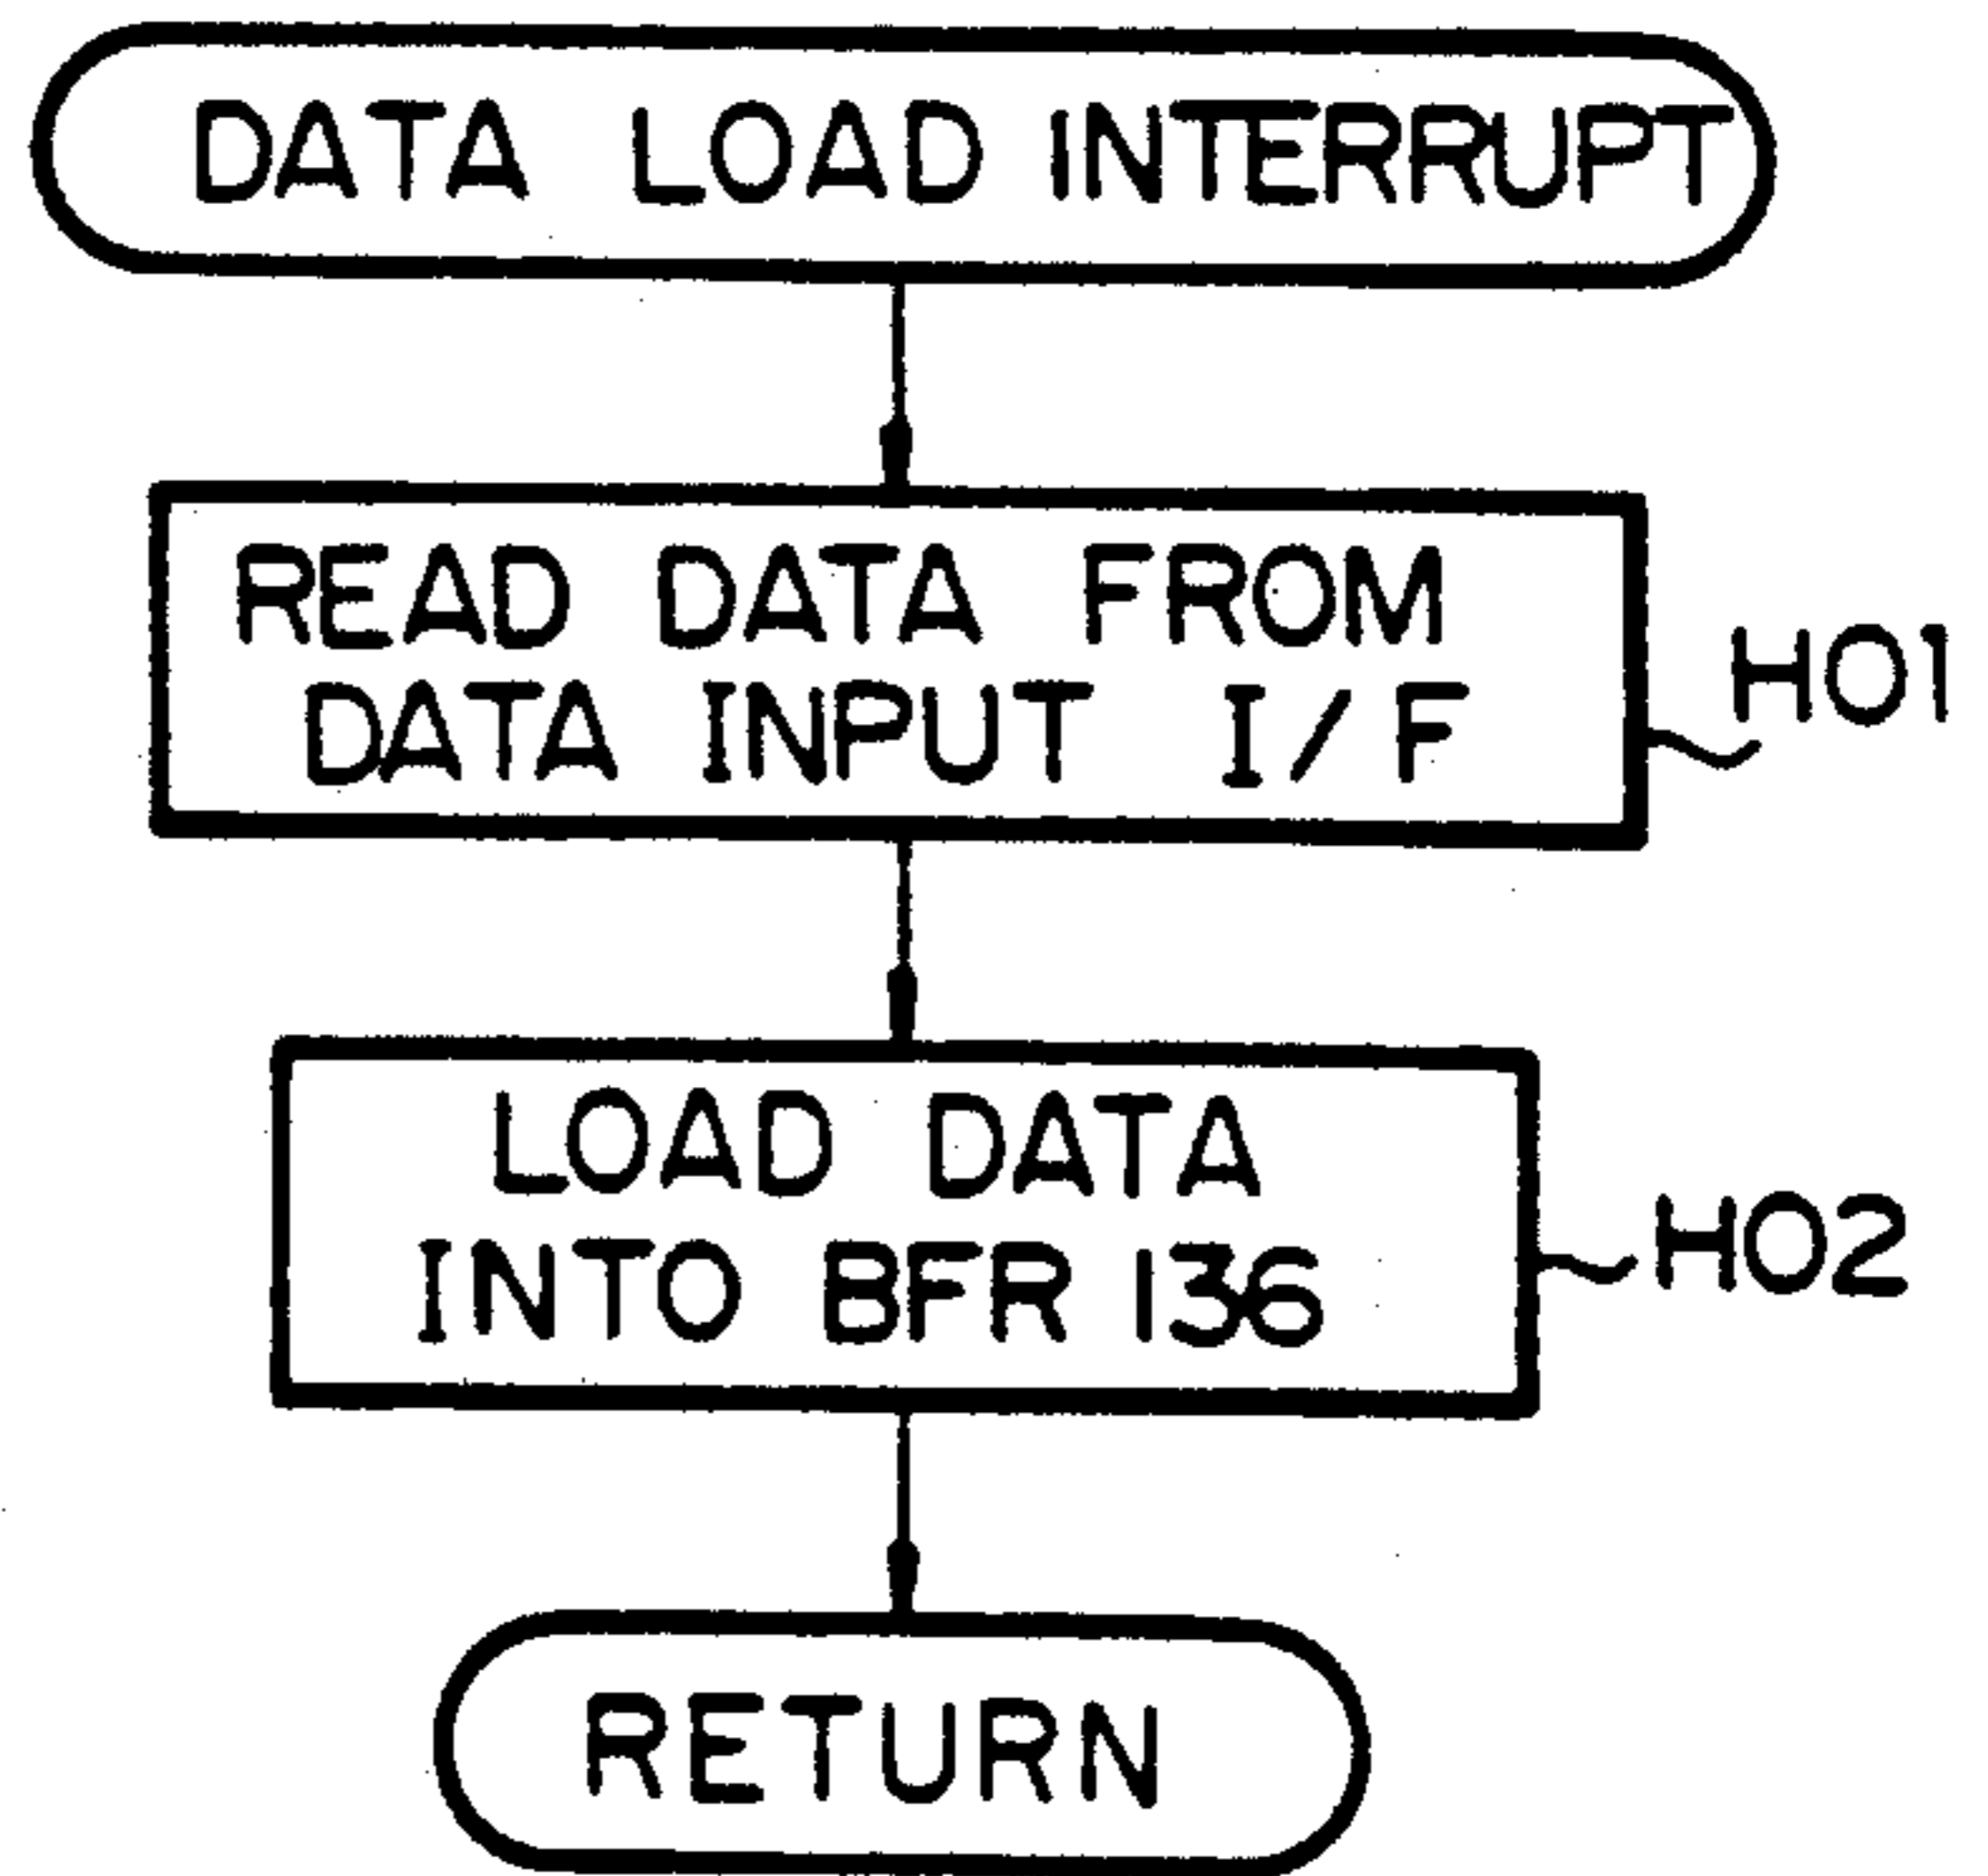 DATA LOAD INTERRUPT
READ DATA FROM
DATA INPUT I/F
H01
LOAD DATA
INTO BFR 136
H02
RETURN